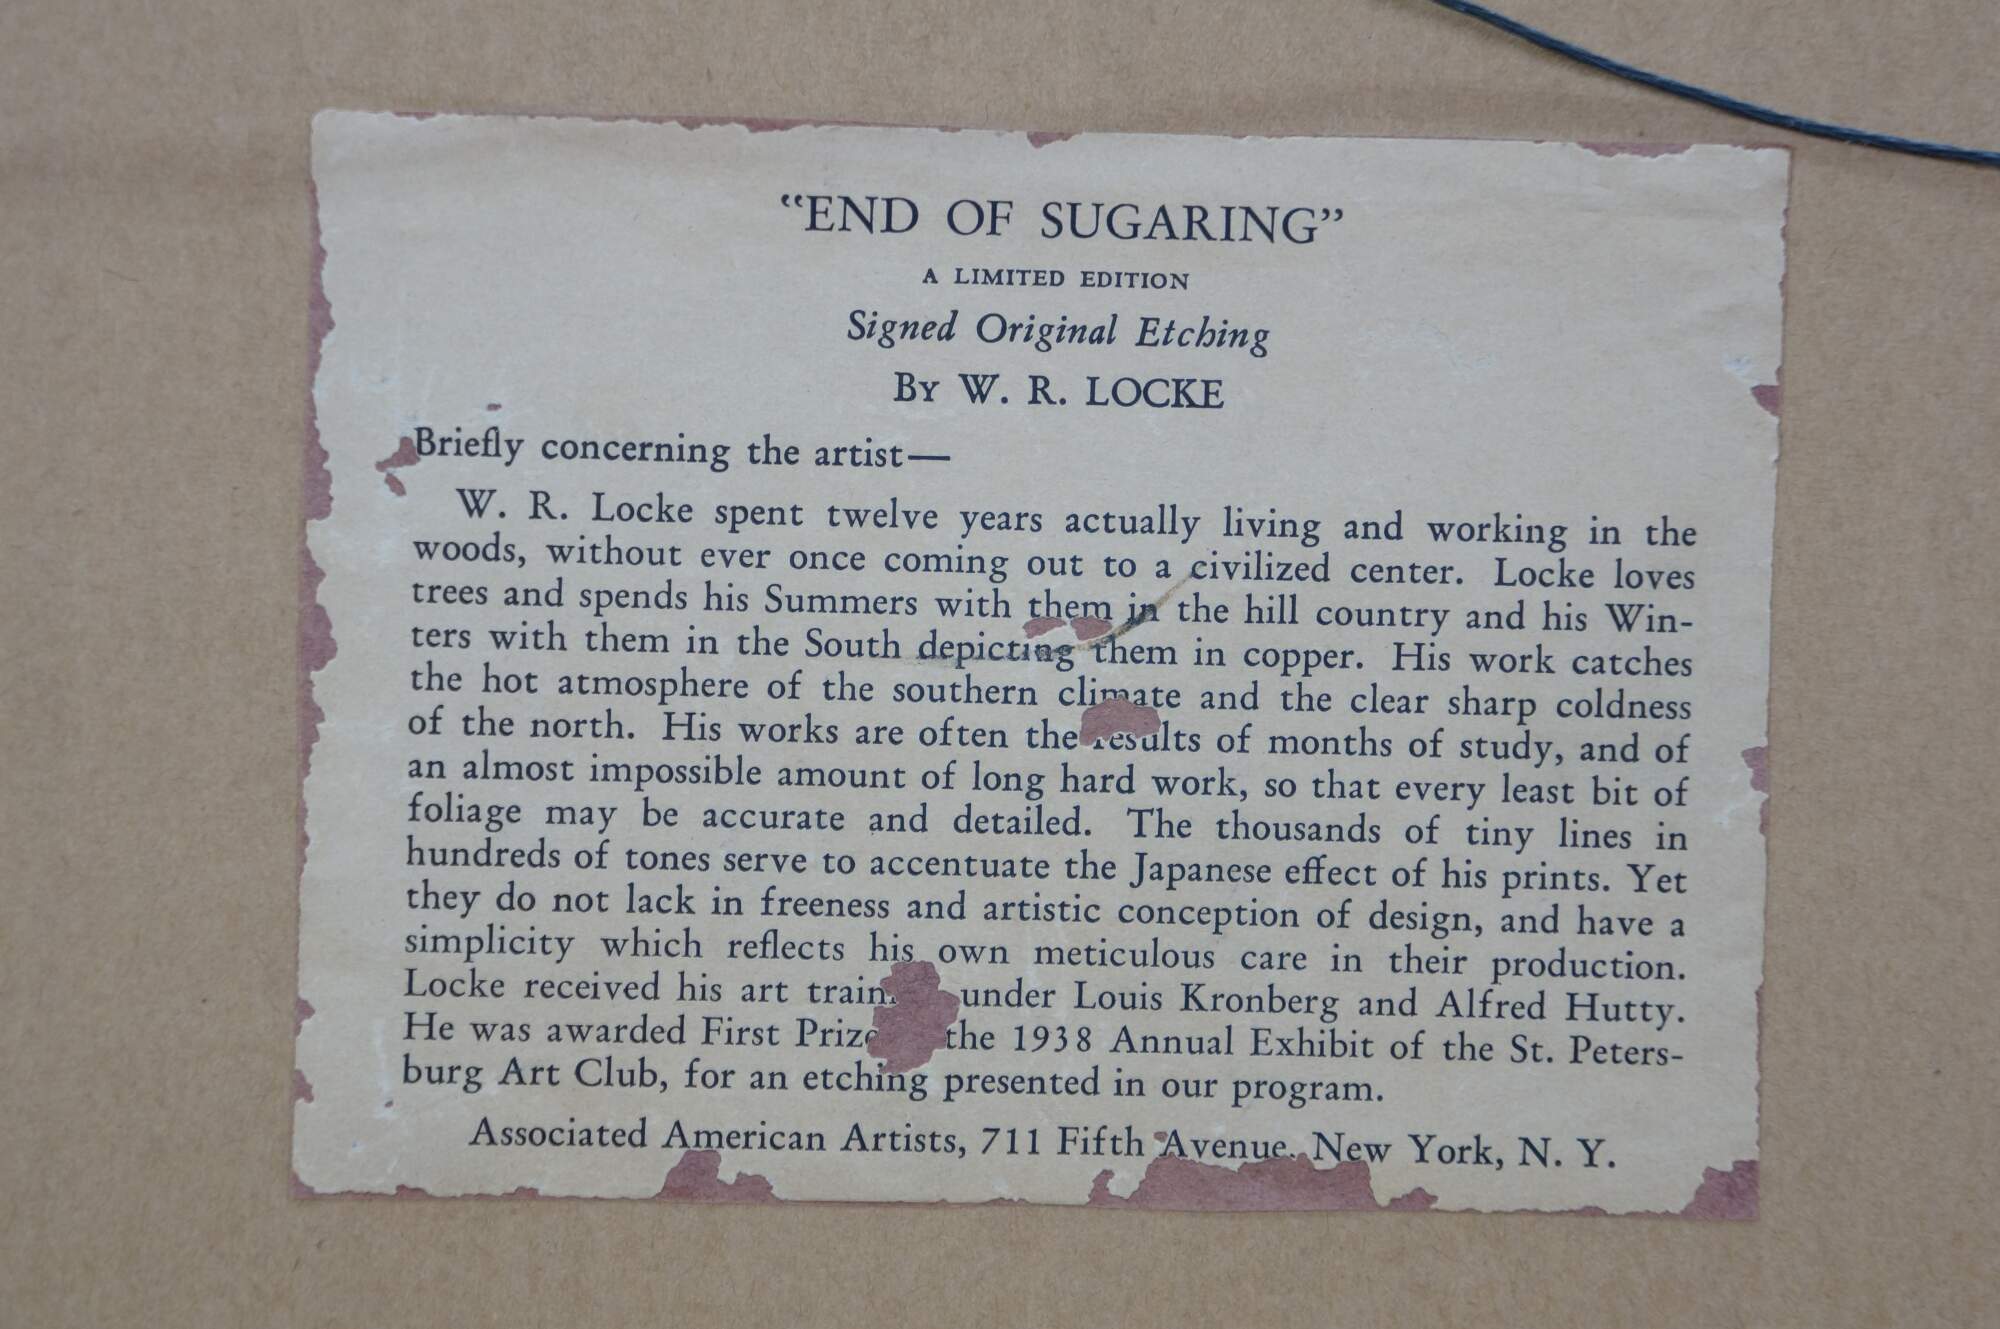 “END OF SUGARING”
A LIMITED EDITION
Signed Original Etching
By W. R. LOCKE
Briefly concerning the artist—
W. R. Locke spent twelve years actually living and working in the
woods, without ever once coming out to a civilized center. Locke loves
trees and spends his Summers with them in the hill country and his Win-
ters with them in the South depicting them in copper. His work catches
the hot atmosphere of the southern climate and the clear sharp coldness
of the north. His works are often the results of months of study, and of
an almost impossible amount of long hard work, so that every least bit of
foliage may be accurate and detailed. The thousands of tiny lines in
hundreds of tones serve to accentuate the Japanese effect of his prints. Yet
they do not lack in freeness and artistic conception of design, and have a
simplicity which reflects his own meticulous care in their production.
Locke received his art under Louis Kronberg and Alfred Hutty.
He was awarded First Prize the 1938 Annual Exhibit of the St. Peters-
burg Art Club, for an etching presented in our program.
Associated American Artists, 711 Fifth Avenue, New York, N. Y.